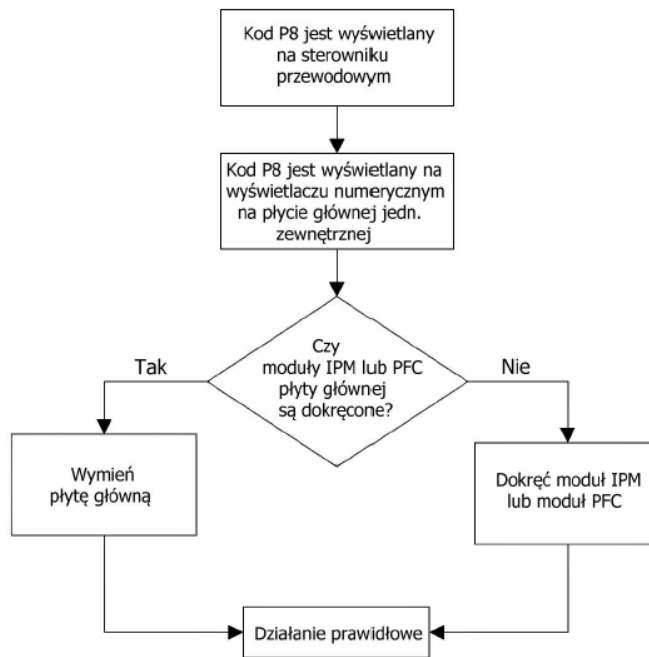 Kod P8 jest wyświetlany
na sterowniku
przewodowym
Kod P8 jest wyświetlany na
wyświetlaczu numerycznym
na płycie głównej jedn.
zewnętrznej
Czy
moduły IPM lub PFC
płyty głównej
są dokręcone?
Tak
Nie
Wymień
płytę główną
Dokręć moduł IPM
lub moduł PFC
Działanie prawidłowe